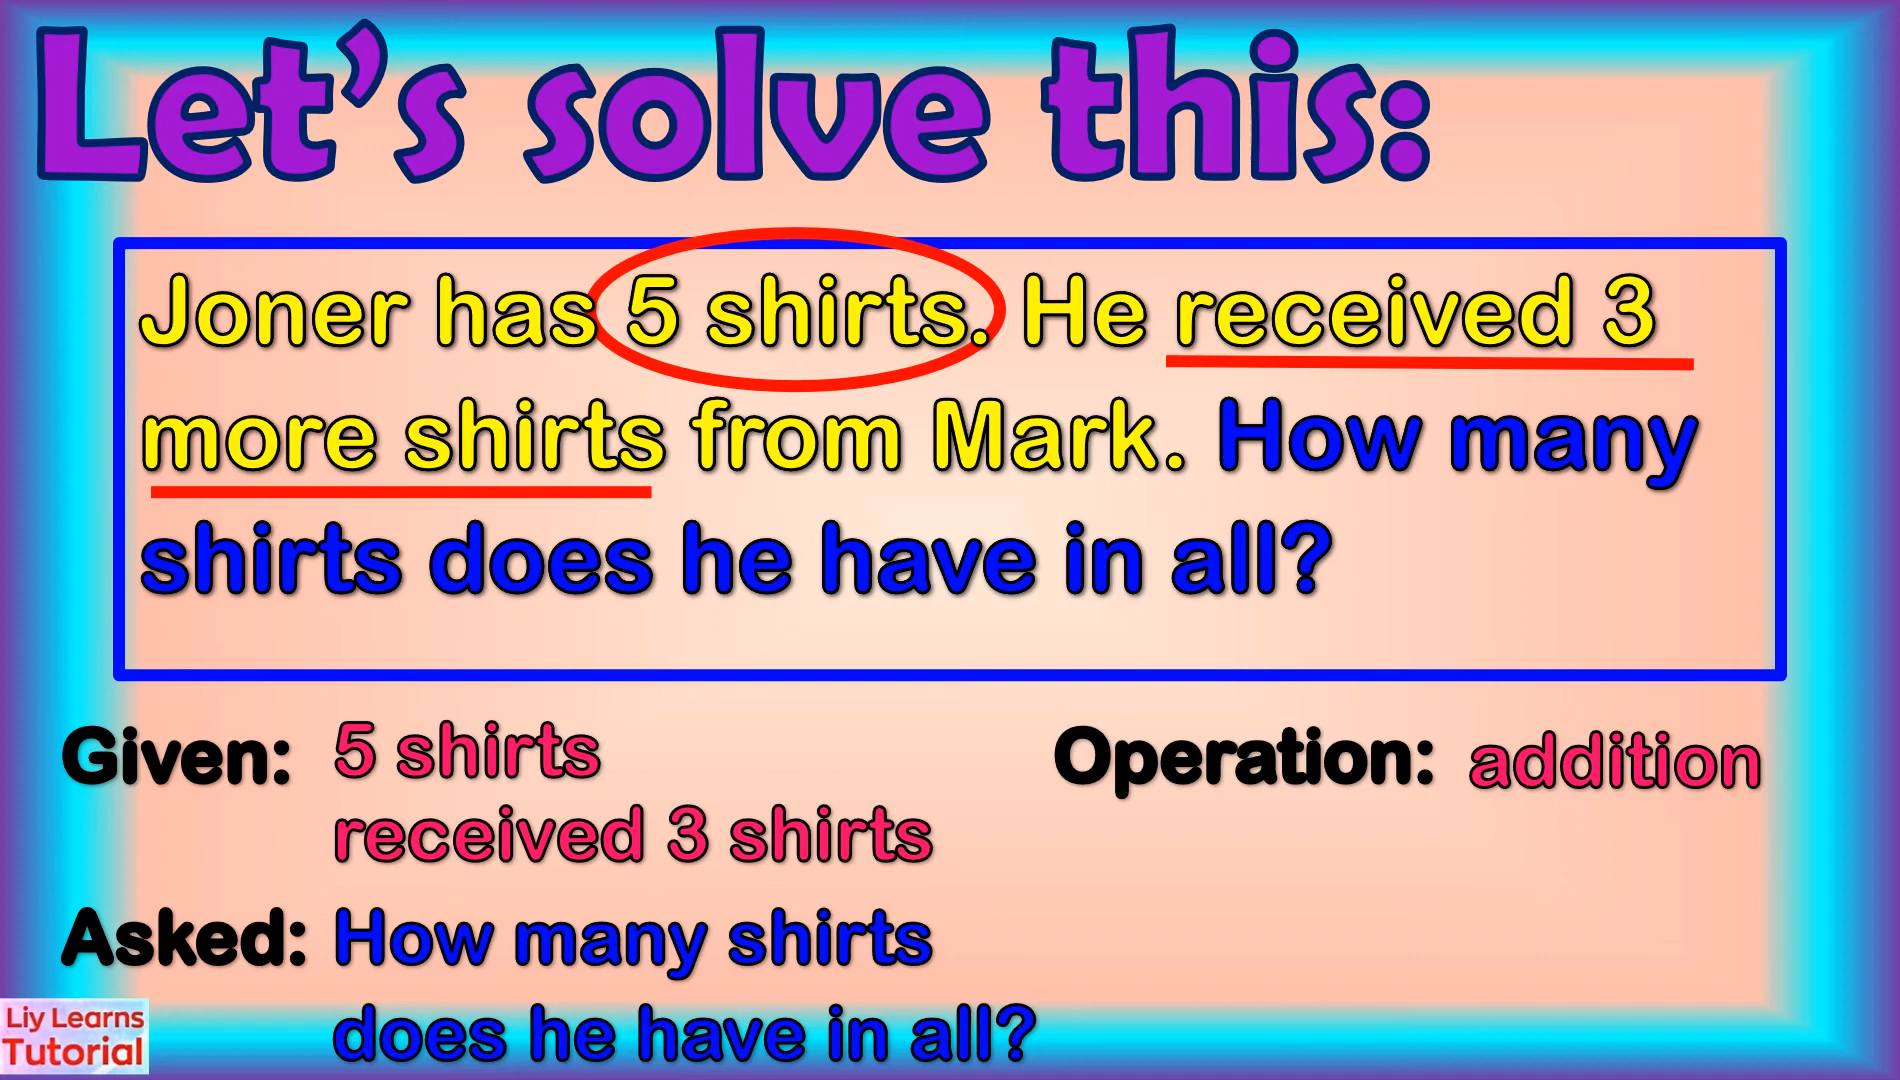 Let's solve this:
Joner has 5 shirts. He received 3
more shirts from Mark. How many
shirts does he have in all?
Given: 5 shirts
received 3 shirts
Operation: addition
Asked: How many shirts
does he have in all?
Liy Learns
Tutorial